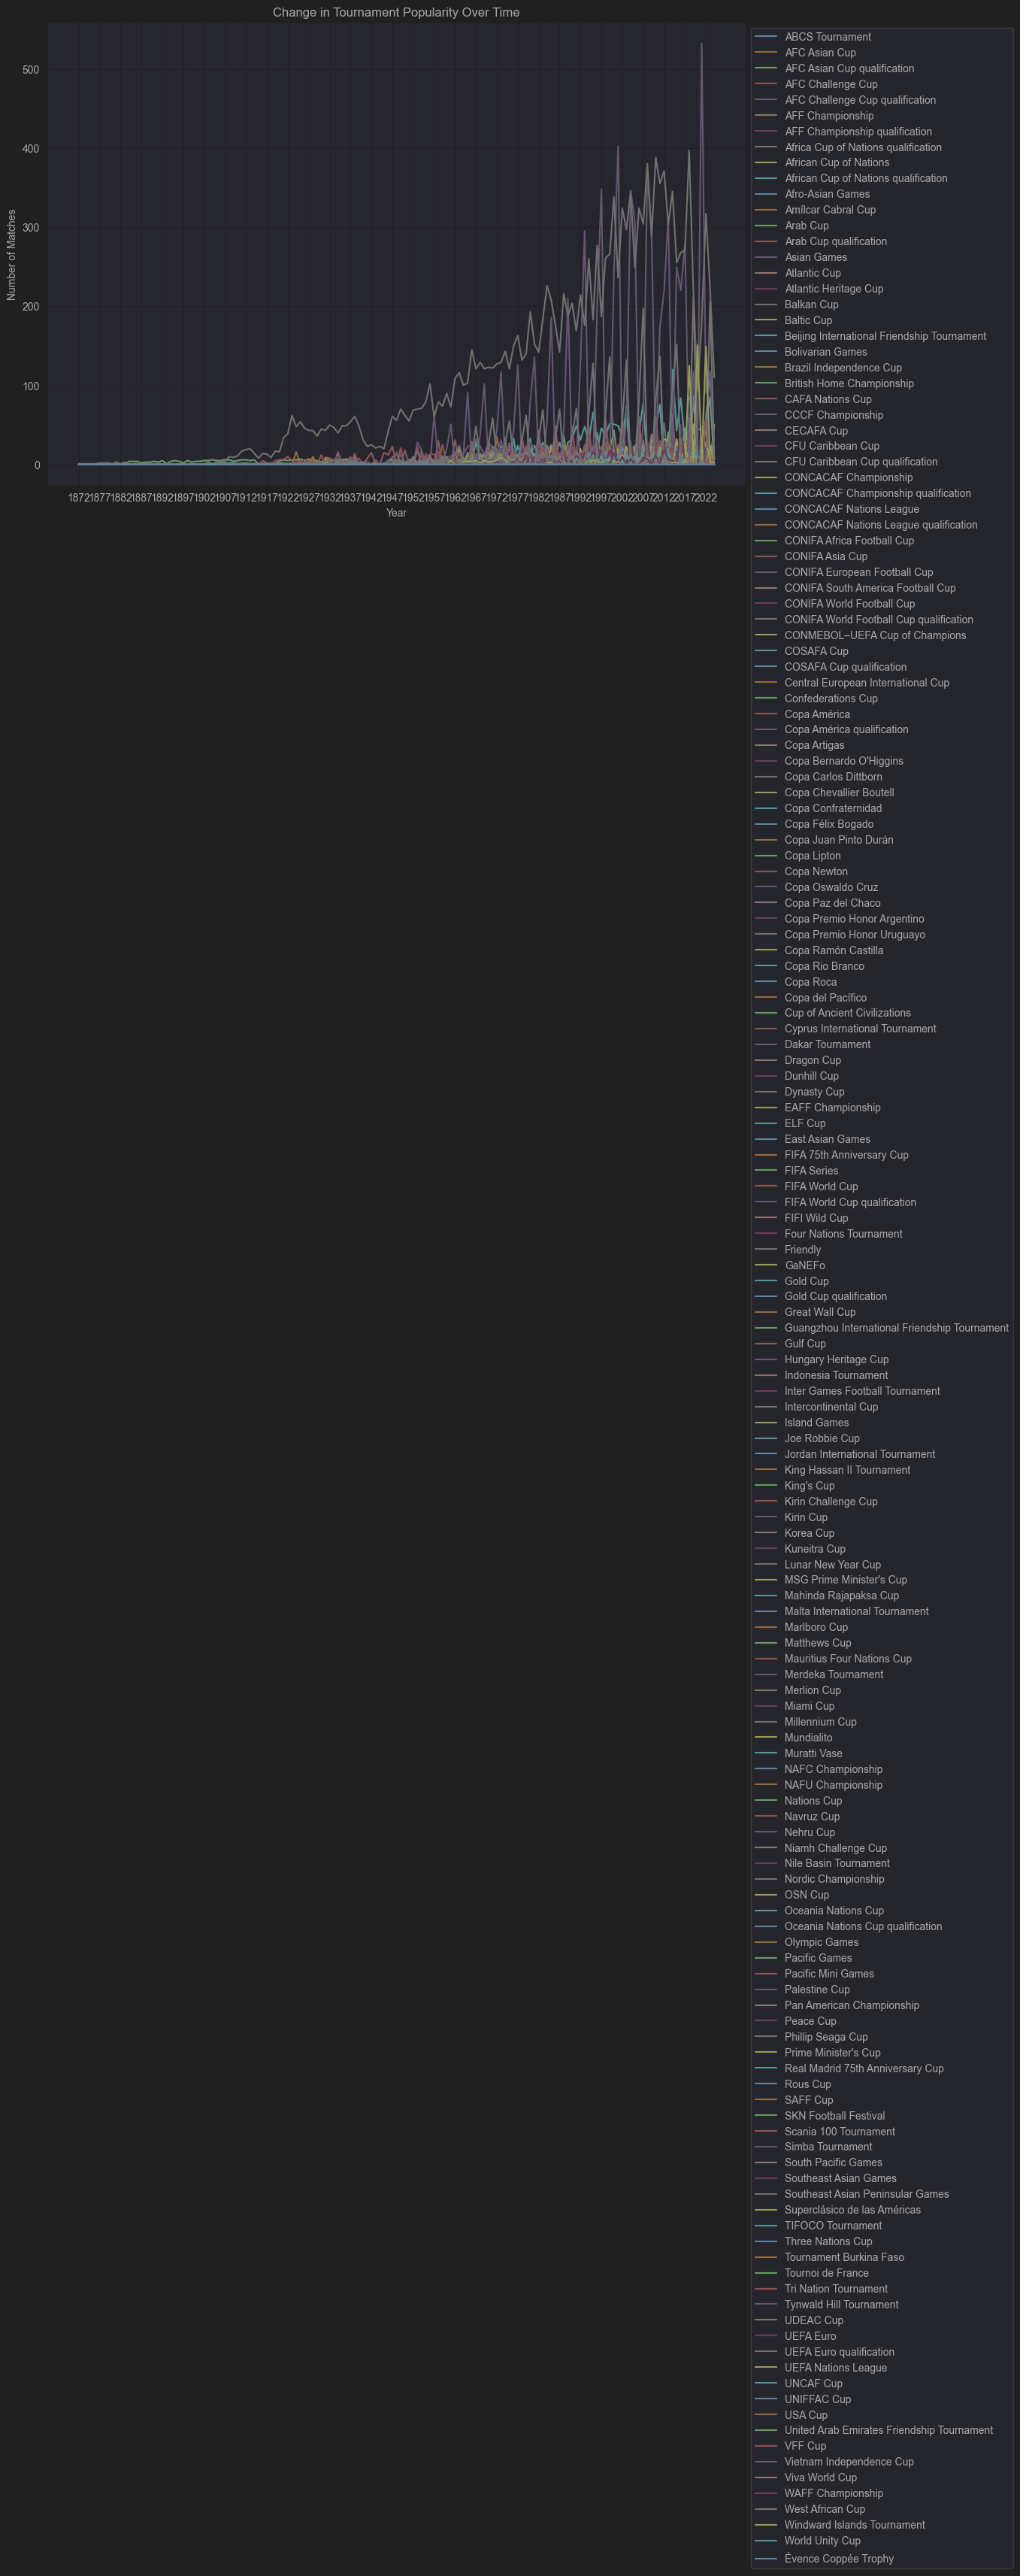 Change in Tournament Popularity Over Time
Number of Matches
500
400
300
200
100
0
1872 1877 1882 1887 1892 1897 1902 1907 1912 1917 1922 1927 1932 1937 1942 1947 1952 1957 1962 1967 1972 1977 1982 1987 1992 1997 2002 2007 2012 2017 2022
Year
ABCS Tournament
AFC Asian Cup
AFC Asian Cup qualification
AFC Challenge Cup
AFC Challenge Cup qualification
AFF Championship
AFF Championship qualification
Africa Cup of Nations qualification
African Cup of Nations
African Cup of Nations qualification
Afro-Asian Games
Amílcar Cabral Cup
Arab Cup
Arab Cup qualification
Asian Games
Atlantic Cup
Atlantic Heritage Cup
Balkan Cup
Baltic Cup
Beijing International Friendship Tournament
Bolivarian Games
Brazil Independence Cup
British Home Championship
CAFA Nations Cup
CCCF Championship
CECAFA Cup
CFU Caribbean Cup
CFU Caribbean Cup qualification
CONCACAF Championship
CONCACAF Championship qualification
CONCACAF Nations League
CONCACAF Nations League qualification
CONIFA Africa Football Cup
CONIFA Asia Cup
CONIFA European Football Cup
CONIFA South America Football Cup
CONIFA World Football Cup
CONIFA World Football Cup qualification
CONMEBOL–UEFA Cup of Champions
COSAFA Cup
COSAFA Cup qualification
Central European International Cup
Confederations Cup
Copa América
Copa América qualification
Copa Artigas
Copa Bernardo O'Higgins
Copa Carlos Dittborn
Copa Chevallier Boutell
Copa Confraternidad
Copa Félix Bogado
Copa Juan Pinto Durán
Copa Lipton
Copa Newton
Copa Oswaldo Cruz
Copa Paz del Chaco
Copa Premio Honor Argentino
Copa Premio Honor Uruguayo
Copa Ramón Castilla
Copa Rio Branco
Copa Roca
Copa del Pacífico
Cup of Ancient Civilizations
Cyprus International Tournament
Dakar Tournament
Dragon Cup
Dunhill Cup
Dynasty Cup
EAFF Championship
ELF Cup
East Asian Games
FIFA 75th Anniversary Cup
FIFA Series
FIFA World Cup
FIFA World Cup qualification
FIFI Wild Cup
Four Nations Tournament
Friendly
GaNEFo
Gold Cup
Gold Cup qualification
Great Wall Cup
Guangzhou International Friendship Tournament
Gulf Cup
Hungary Heritage Cup
Indonesia Tournament
Inter Games Football Tournament
Intercontinental Cup
Island Games
Joe Robbie Cup
Jordan International Tournament
King Hassan II Tournament
King's Cup
Kirin Challenge Cup
Kirin Cup
Korea Cup
Kuneitra Cup
Lunar New Year Cup
MSG Prime Minister's Cup
Mahinda Rajapaksa Cup
Malta International Tournament
Marlboro Cup
Matthews Cup
Mauritius Four Nations Cup
Merdeka Tournament
Merlion Cup
Miami Cup
Millennium Cup
Mundialito
Muratti Vase
NAFC Championship
NAFU Championship
Nations Cup
Navruz Cup
Nehru Cup
Niamh Challenge Cup
Nile Basin Tournament
Nordic Championship
OSN Cup
Oceania Nations Cup
Oceania Nations Cup qualification
Olympic Games
Pacific Games
Pacific Mini Games
Palestine Cup
Pan American Championship
Peace Cup
Phillip Seaga Cup
Prime Minister's Cup
Real Madrid 75th Anniversary Cup
Rous Cup
SAFF Cup
SKN Football Festival
Scania 100 Tournament
Simba Tournament
South Pacific Games
Southeast Asian Games
Southeast Asian Peninsular Games
Superclásico de las Américas
TIFOCO Tournament
Three Nations Cup
Tournament Burkina Faso
Tournoi de France
Tri Nation Tournament
Tynwald Hill Tournament
UDEAC Cup
UEFA Euro
UEFA Euro qualification
UEFA Nations League
UNCAF Cup
UNIFFAC Cup
USA Cup
United Arab Emirates Friendship Tournament
VFF Cup
Vietnam Independence Cup
Viva World Cup
WAFF Championship
West African Cup
Windward Islands Tournament
World Unity Cup
Évence Coppée Trophy